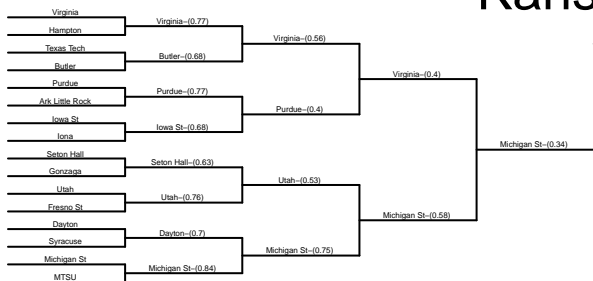 Kans
Virginia
Hampton
Texas Tech
Butler
Purdue
Ark Little Rock
Iowa St
Iona
Seton Hall
Gonzaga
Utah
Fresno St
Dayton
Syracuse
Michigan St
MTSU
Virginia−(0.77)
Butler−(0.68)
Purdue−(0.77)
Iowa St−(0.68)
Seton Hall−(0.63)
Utah−(0.76)
Dayton−(0.7)
Michigan St−(0.84)
Virginia−(0.56)
Purdue−(0.4)
Utah−(0.53)
Michigan St−(0.75)
Virginia−(0.4)
Michigan St−(0.58)
Michigan St−(0.34)